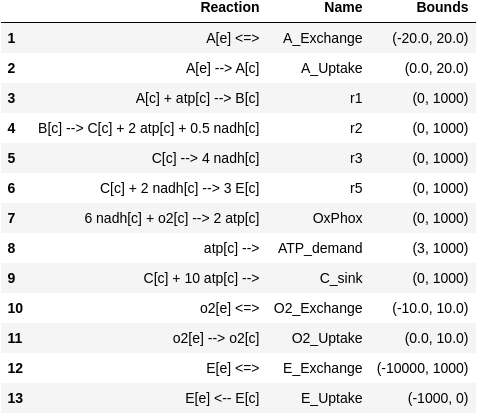 Reaction Name Bounds
1 A[e] <=> A_Exchange (-20.0, 20.0)
2 A[e] --> A[c] A_Uptake (0.0, 20.0)
3 A[c] + atp[c] --> B[c] r1 (0, 1000)
4 B[c] --> C[c] + 2 atp[c] + 0.5 nadh[c] r2 (0, 1000)
5 C[c] --> 4 nadh[c] r3 (0, 1000)
6 C[c] + 2 nadh[c] --> 3 E[c] r5 (0, 1000)
7 6 nadh[c] + o2[c] --> 2 atp[c] OxPhox (0, 1000)
8 atp[c] --> ATP_demand (3, 1000)
9 C[c] + 10 atp[c] --> C_sink (0, 1000)
10 o2[e] <=> O2_Exchange (-10.0, 10.0)
11 o2[e] --> o2[c] O2_Uptake (0.0, 10.0)
12 E[e] <=> E_Exchange (-10000, 1000)
13 E[e] <-- E[c] E_Uptake (-1000, 0)